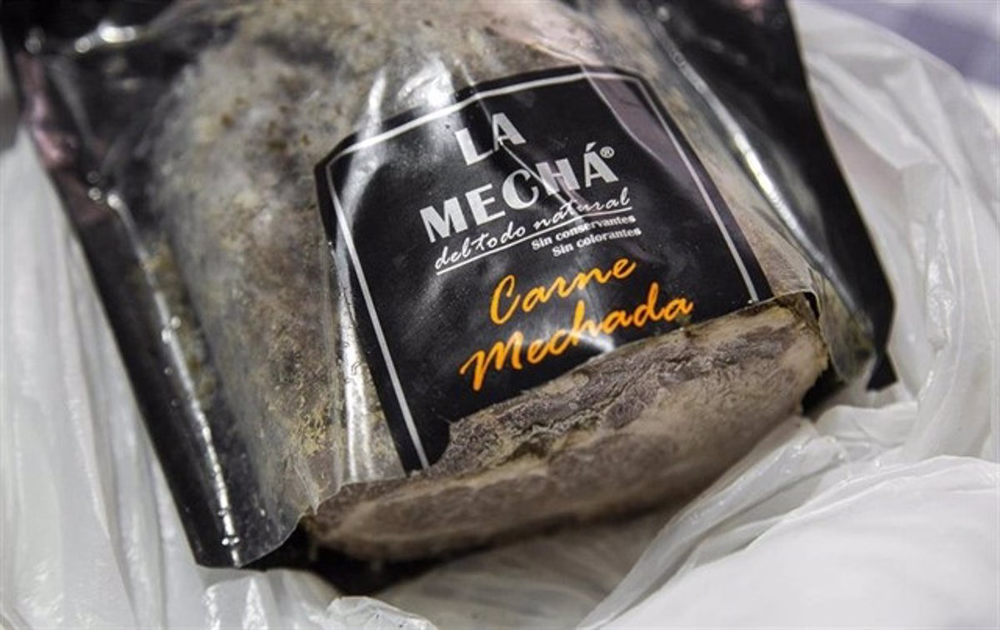 LA
MECHÁ®
del todo natural
Sin conservantes
Sin colorantes
Carne
Mechada